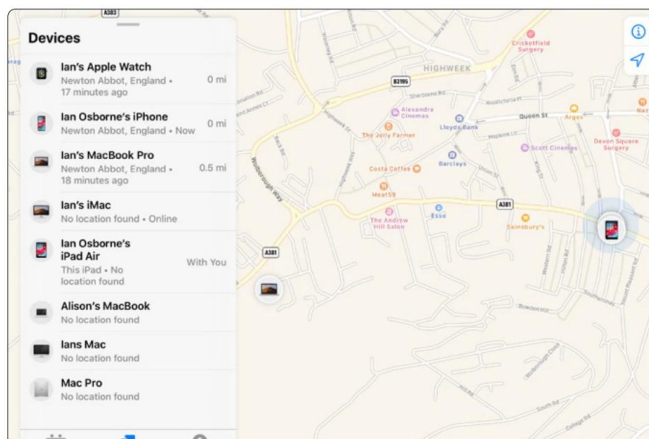 Devices
Ian's Apple Watch
Newton Abbot, England •
17 minutes ago
0 mi
Ian Osborne's iPhone
Newton Abbot, England • Now
0 mi
Ian's MacBook Pro
Newton Abbot, England •
18 minutes ago
0.5 mi
Ian's iMac
No location found • Online
Ian Osborne's
iPad Air
This iPad • No
location found
With You
Alison's MacBook
No location found
Ians Mac
No location found
Mac Pro
No location found
A383
Cricketfield
Surgery
HIGHWEEK
B3195
Alexandra
Cinemas
Queen St
Argos
The Jolly Farmer
Lloyds Bank
Devon Square
Surgery
Scott Cinemas
Barclays
Costa Coffee
Heat59
A381
The Andrew
Hill Salon
Esso
Sainsbury's
A381